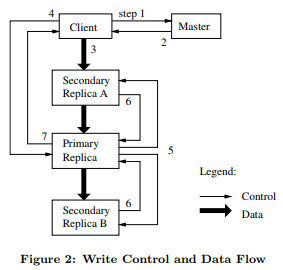 4
step 1
Client
Master
3
2
Secondary
Replica A
6
7
Primary
Replica
5
Legend:
Control
Data
6
Secondary
Replica B
Figure 2: Write Control and Data Flow